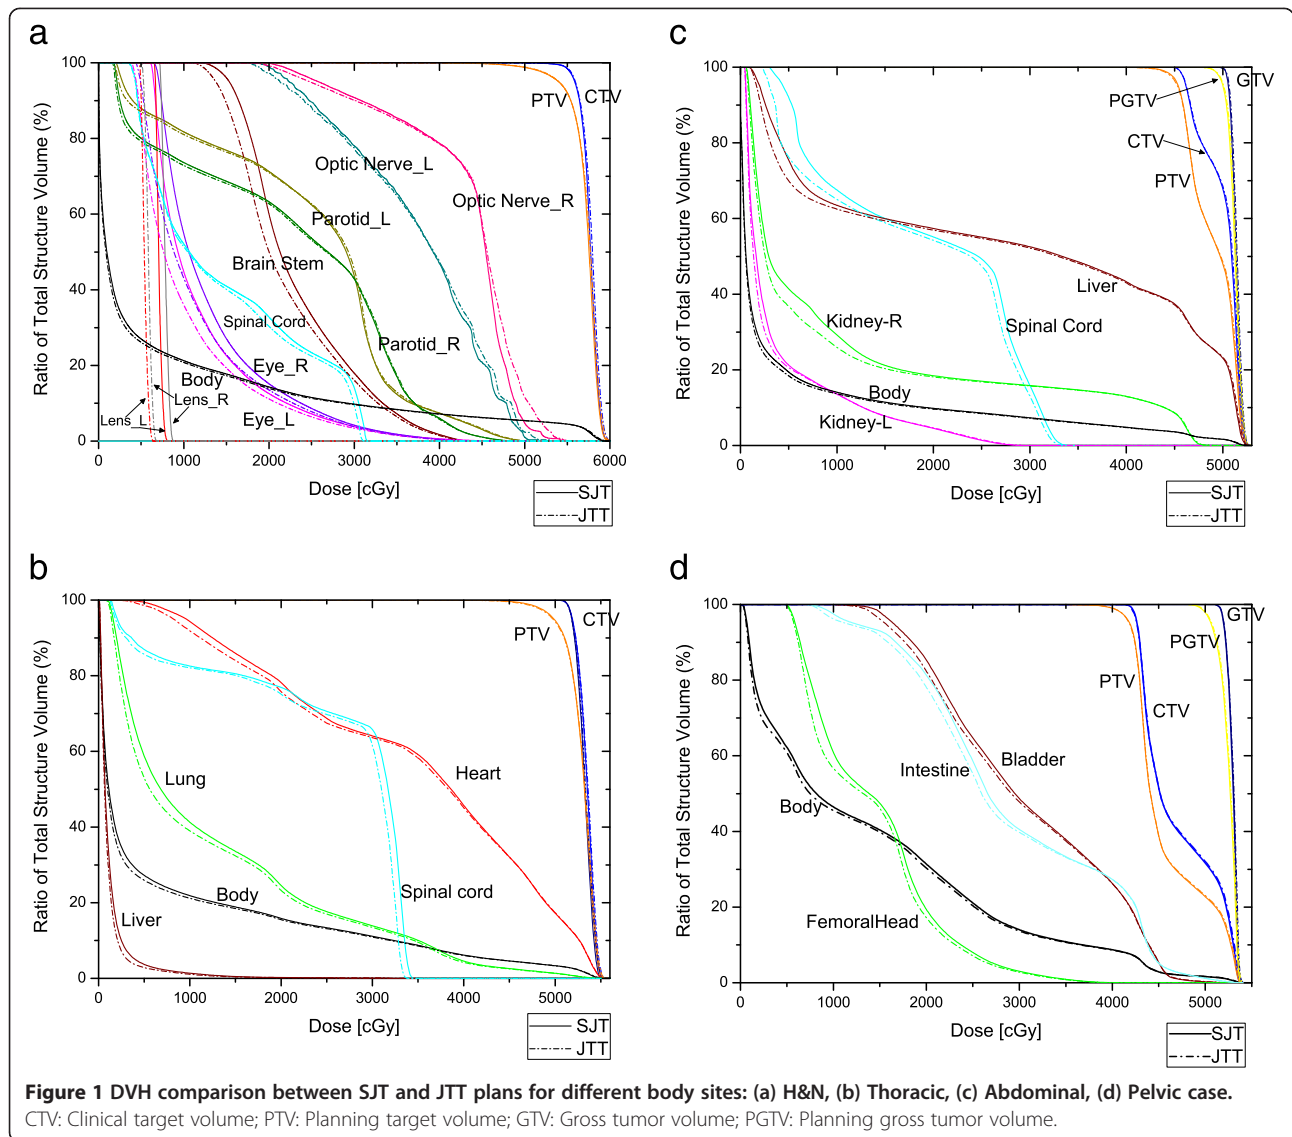 a
100
80
60
40
20
0
Ratio of Total Structure Volume (%)
PTV
CTV
Optic Nerve_L
Optic Nerve_R
Parotid_L
Brain Stem
Spinal Cord
Parotid_R
Eye_R
Body
Lens_R
Lens_L
Eye_L
0 1000 2000 3000 4000 5000 6000
Dose [cGy]
SJT
JTT
c
100
80
60
40
20
0
Ratio of Total Structure Volume (%)
GTV
PGTV
CTV
PTV
Liver
Kidney-R
Spinal Cord
Body
Kidney-L
0 1000 2000 3000 4000 5000
Dose [cGy]
SJT
JTT
b
100
80
60
40
20
0
Ratio of Total Structure Volume (%)
PTV
CTV
Lung
Heart
Body
Spinal cord
Liver
0 1000 2000 3000 4000 5000
Dose [cGy]
SJT
JTT
d
100
80
60
40
20
0
Ratio of Total Structure Volume (%)
GTV
PGTV
PTV
CTV
Bladder
Intestine
Body
FemoralHead
0 1000 2000 3000 4000 5000
Dose [cGy]
SJT
JTT
Figure 1 DVH comparison between SJT and JTT plans for different body sites: (a) H&N, (b) Thoracic, (c) Abdominal, (d) Pelvic case.
CTV: Clinical target volume; PTV: Planning target volume; GTV: Gross tumor volume; PGTV: Planning gross tumor volume.